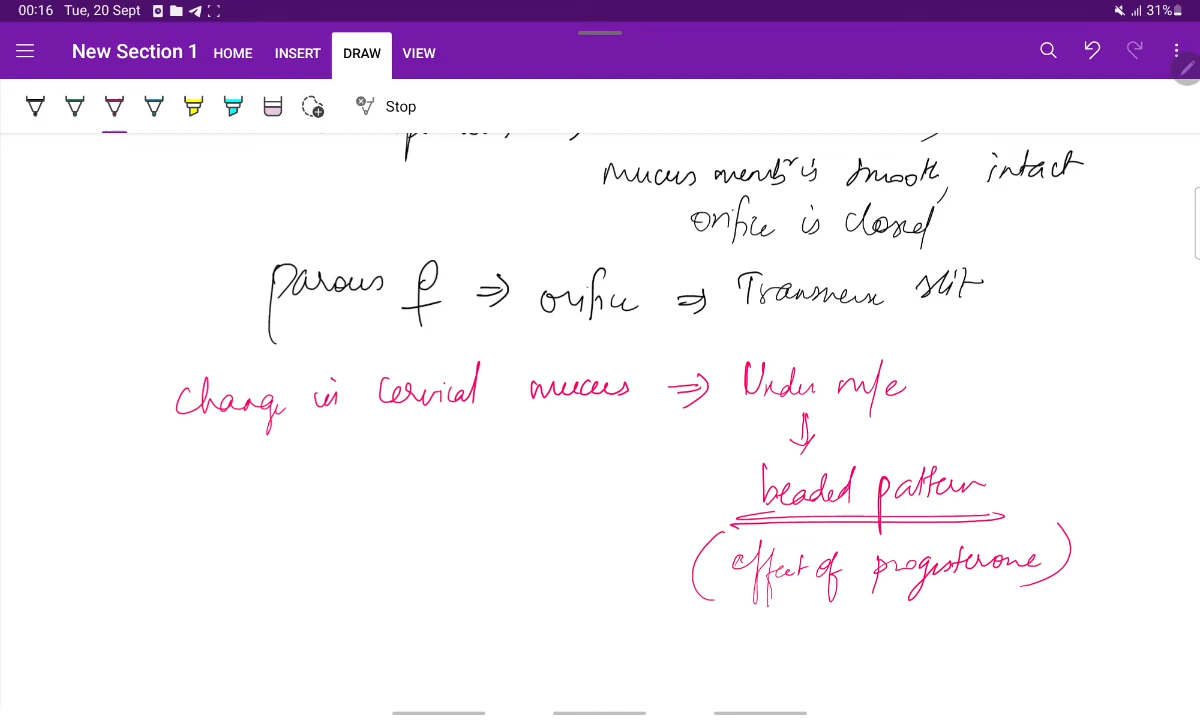 00:16 Tue, 20 Sept 31%
New Section 1 HOME INSERT DRAW VIEW
Stop
mucus membr is smooth, intact
orifice is closed
parous ♀ ⇒ orifice ⇒ Transverse slit
change in cervical mucus ⇒ Under m/e
↓
beaded pattern
(effect of progesterone)